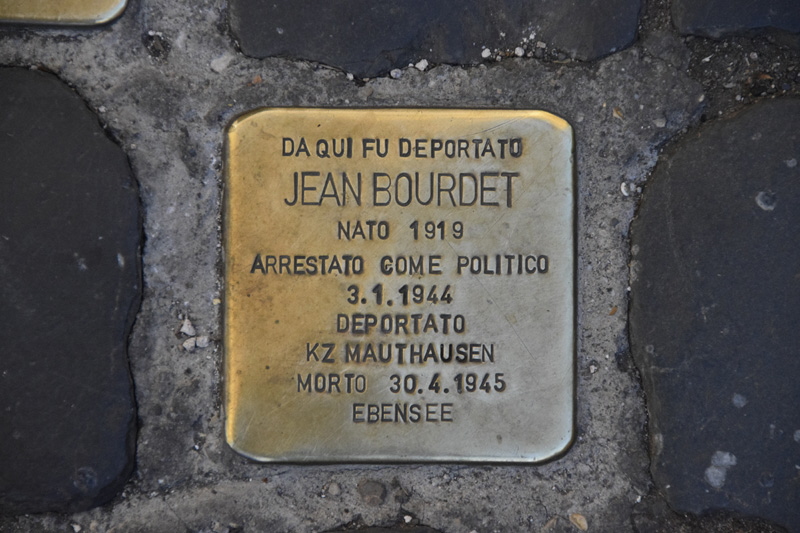 DA QUI FU DEPORTATO
JEAN BOURDET
NATO 1919
ARRESTATO COME POLITICO
3.1.1944
DEPORTATO
KZ MAUTHAUSEN
MORTO 30.4.1945
EBENSEE